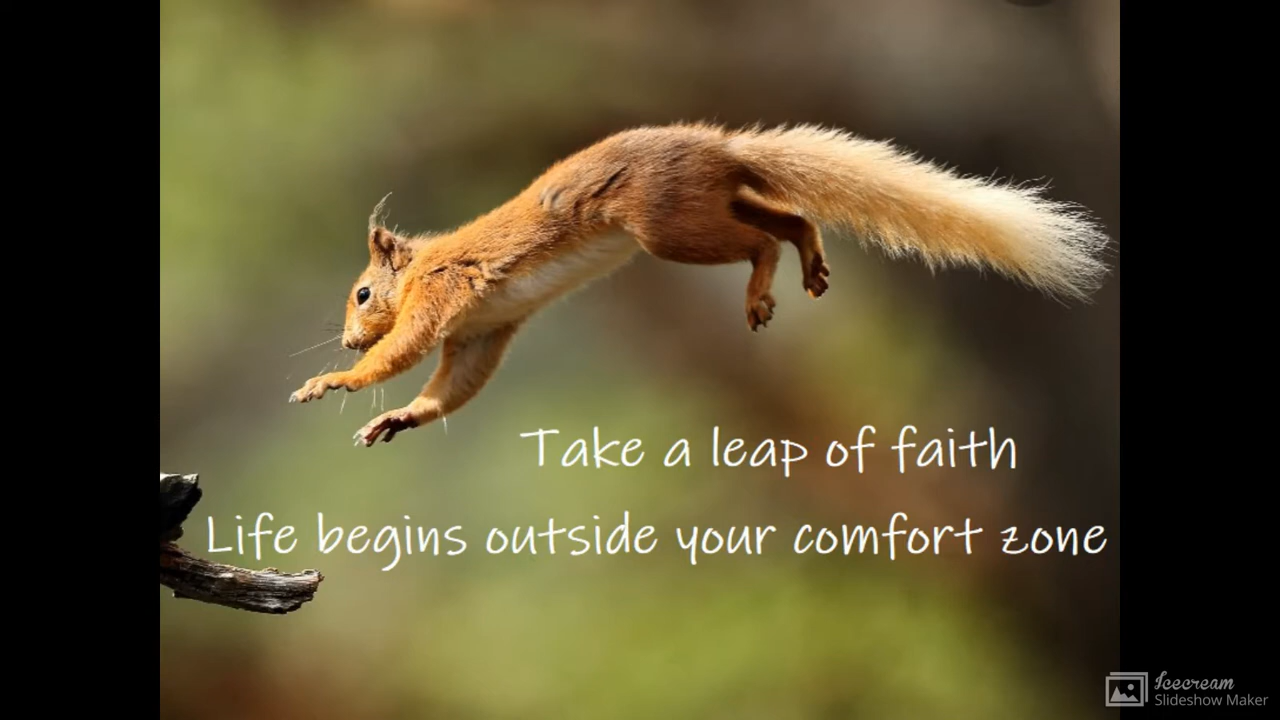 Take a leap of faith
Life begins outside your comfort zone
Icecream
Slideshow Maker